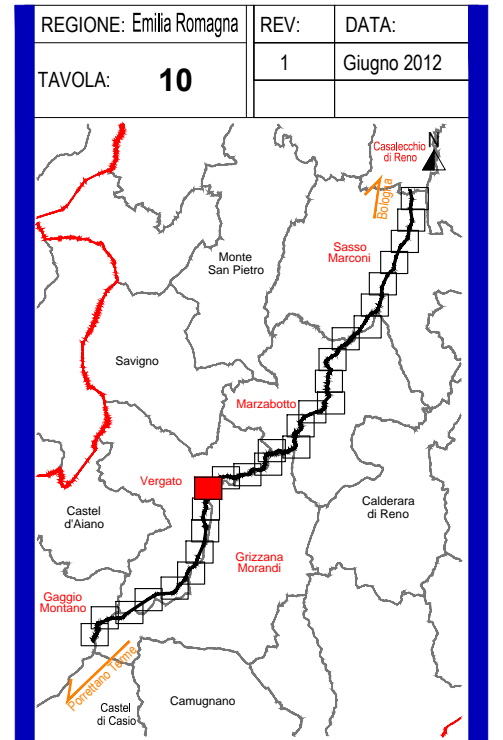 REGIONE: Emilia Romagna
REV:
DATA:
TAVOLA: 10
1
Giugno 2012
Casalecchio
di Reno
N
Bologna
Sasso
Marconi
Monte
San Pietro
Savigno
Marzabotto
Vergato
Castel
d'Aiano
Calderara
di Reno
Grizzana
Morandi
Gaggio
Montano
Porrettano Terme
Castel
di Casio
Camugnano